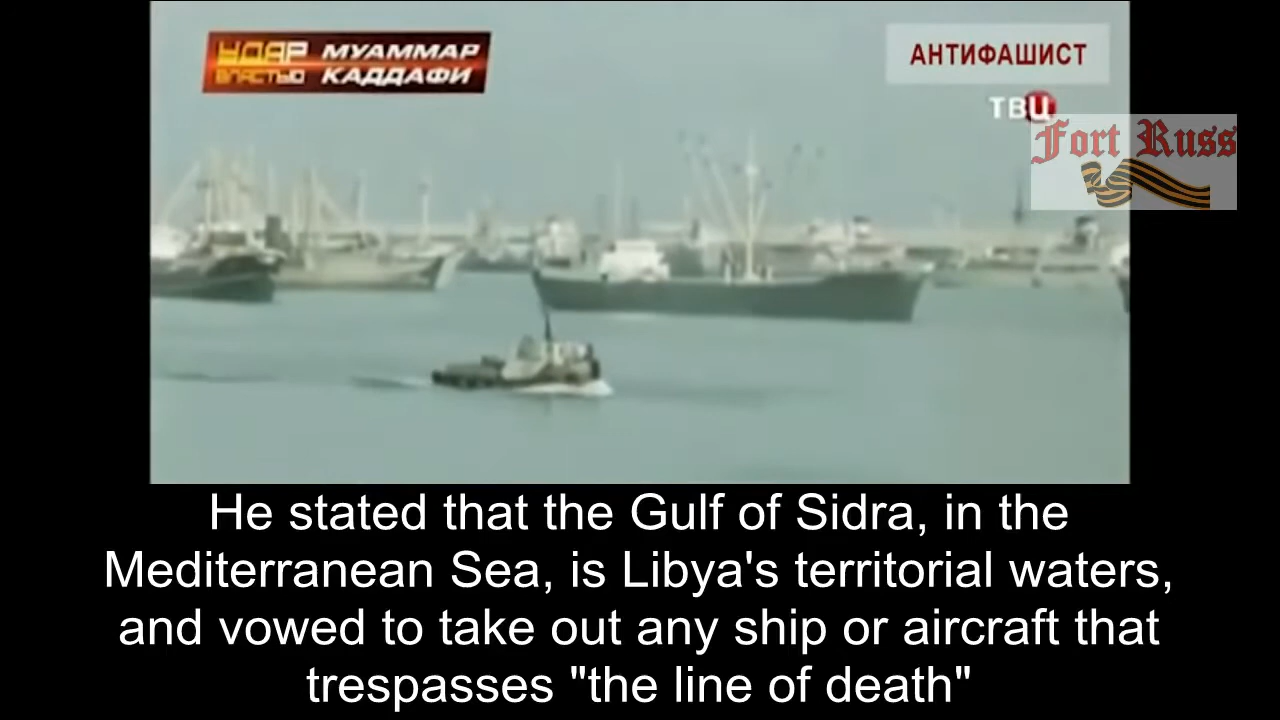 УДАР МУАММАР
ВЛАСТЬЮ КАДДАФИ
АНТИФАШИСТ
ТВЦ
Fort Russ
He stated that the Gulf of Sidra, in the
Mediterranean Sea, is Libya's territorial waters,
and vowed to take out any ship or aircraft that
trespasses "the line of death"